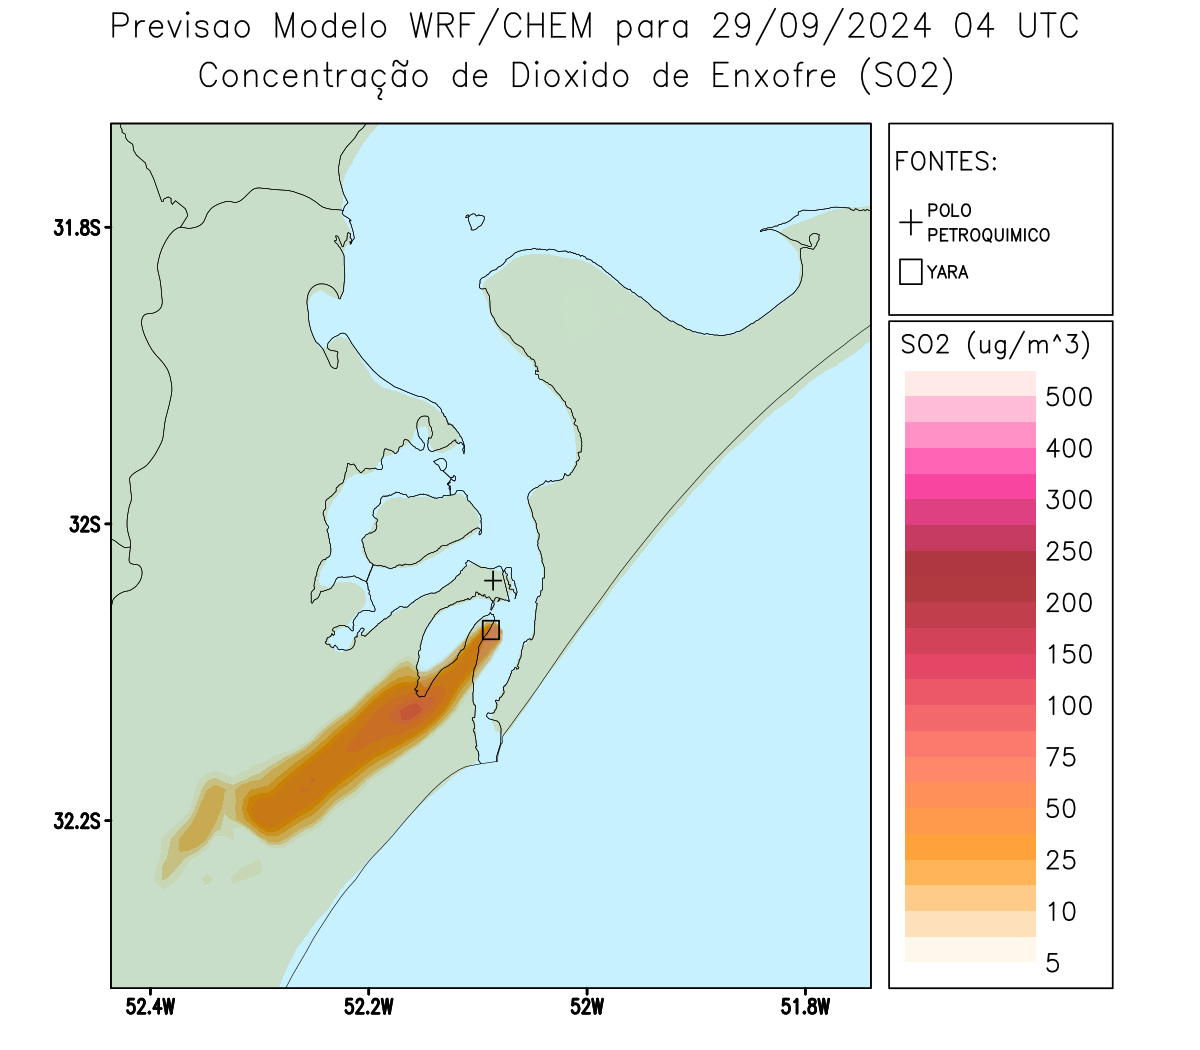 Previsao Modelo WRF/CHEM para 29/09/2024 04 UTC
Concentração de Dioxido de Enxofre (SO2)
FONTES:
POLO
PETROQUIMICO
YARA
31.8S
32S
32.2S
52.4W
52.2W
52W
51.8W
SO2 (ug/m^3)
500
400
300
250
200
150
100
75
50
25
10
5